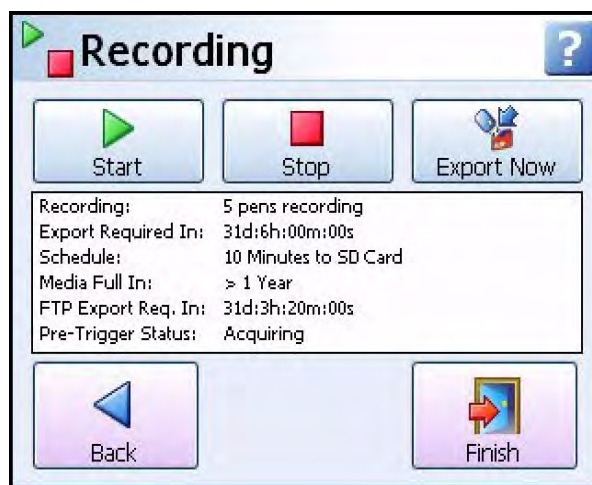 Recording
?
Start Stop Export Now
Recording: 5 pens recording
Export Required In: 31d:6h:00m:00s
Schedule: 10 Minutes to SD Card
Media Full In: > 1 Year
FTP Export Req. In: 31d:3h:20m:00s
Pre-Trigger Status: Acquiring
Back Finish